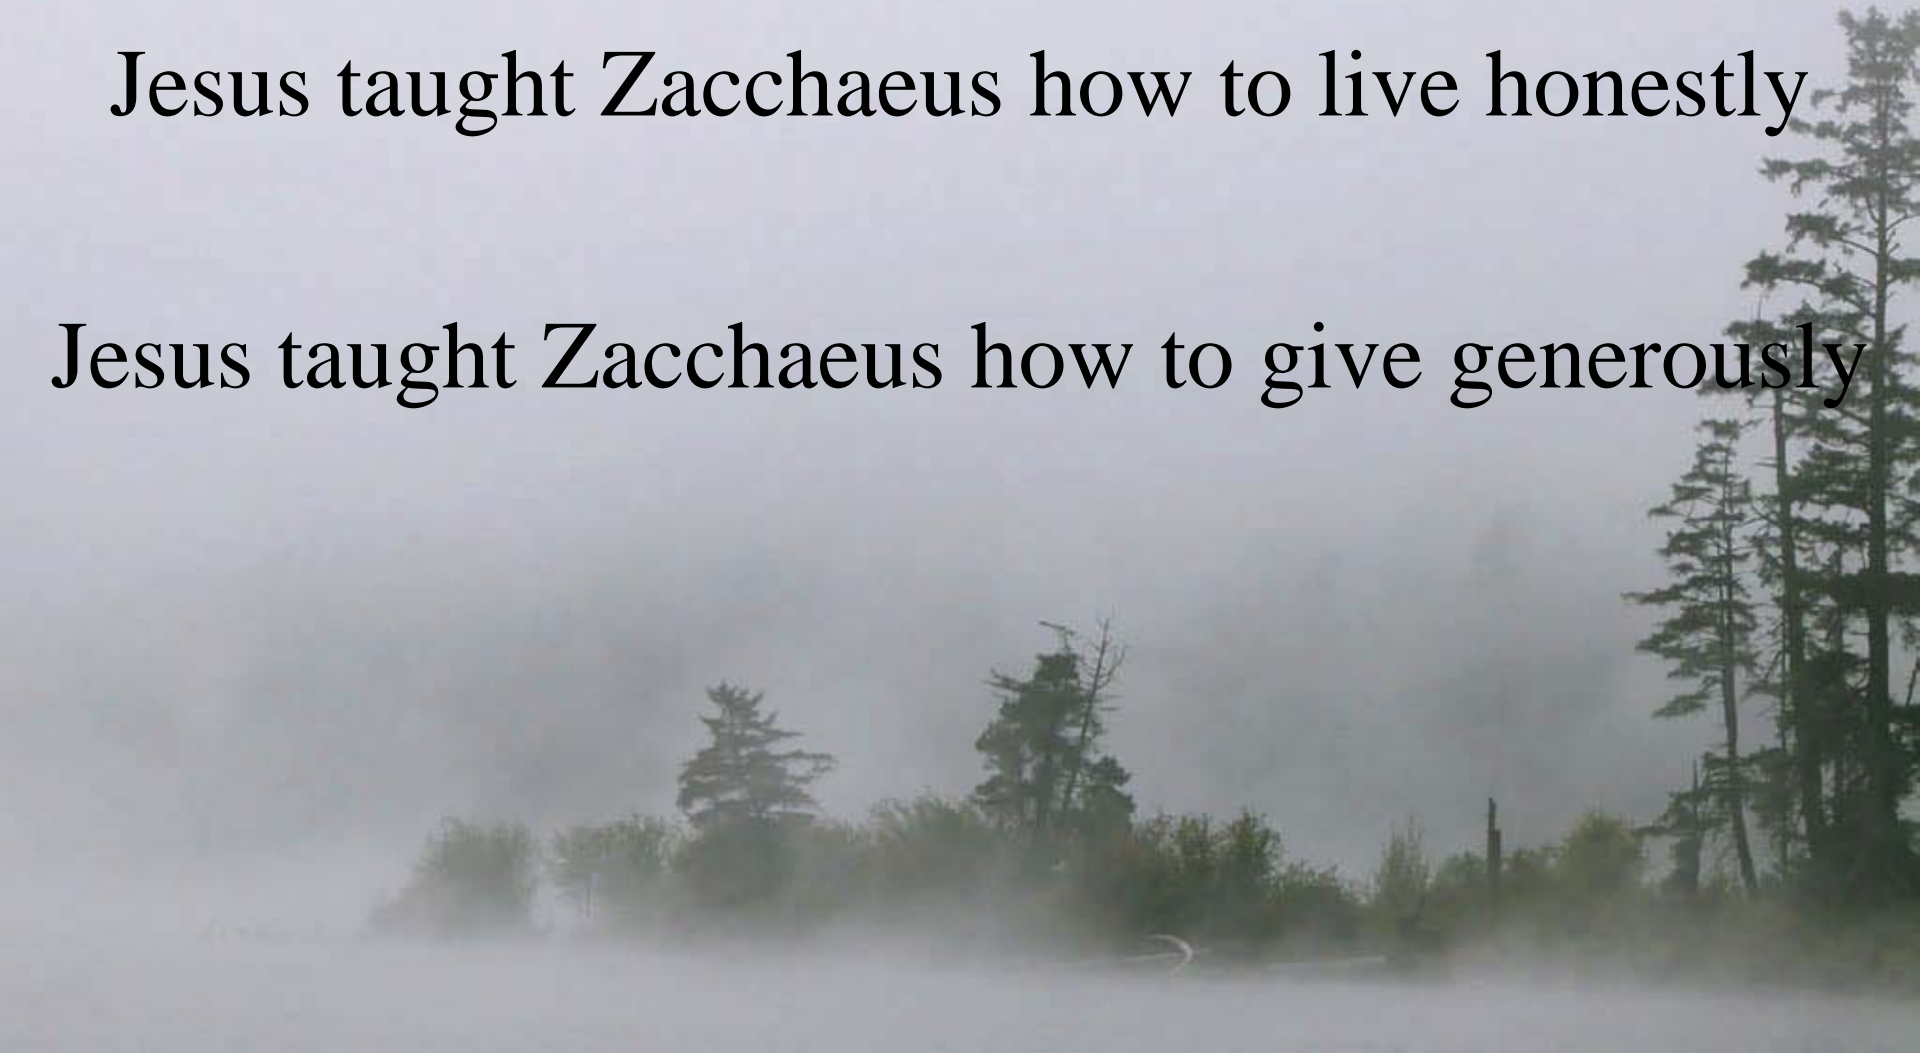 Jesus taught Zacchaeus how to live honestly
Jesus taught Zacchaeus how to give generously